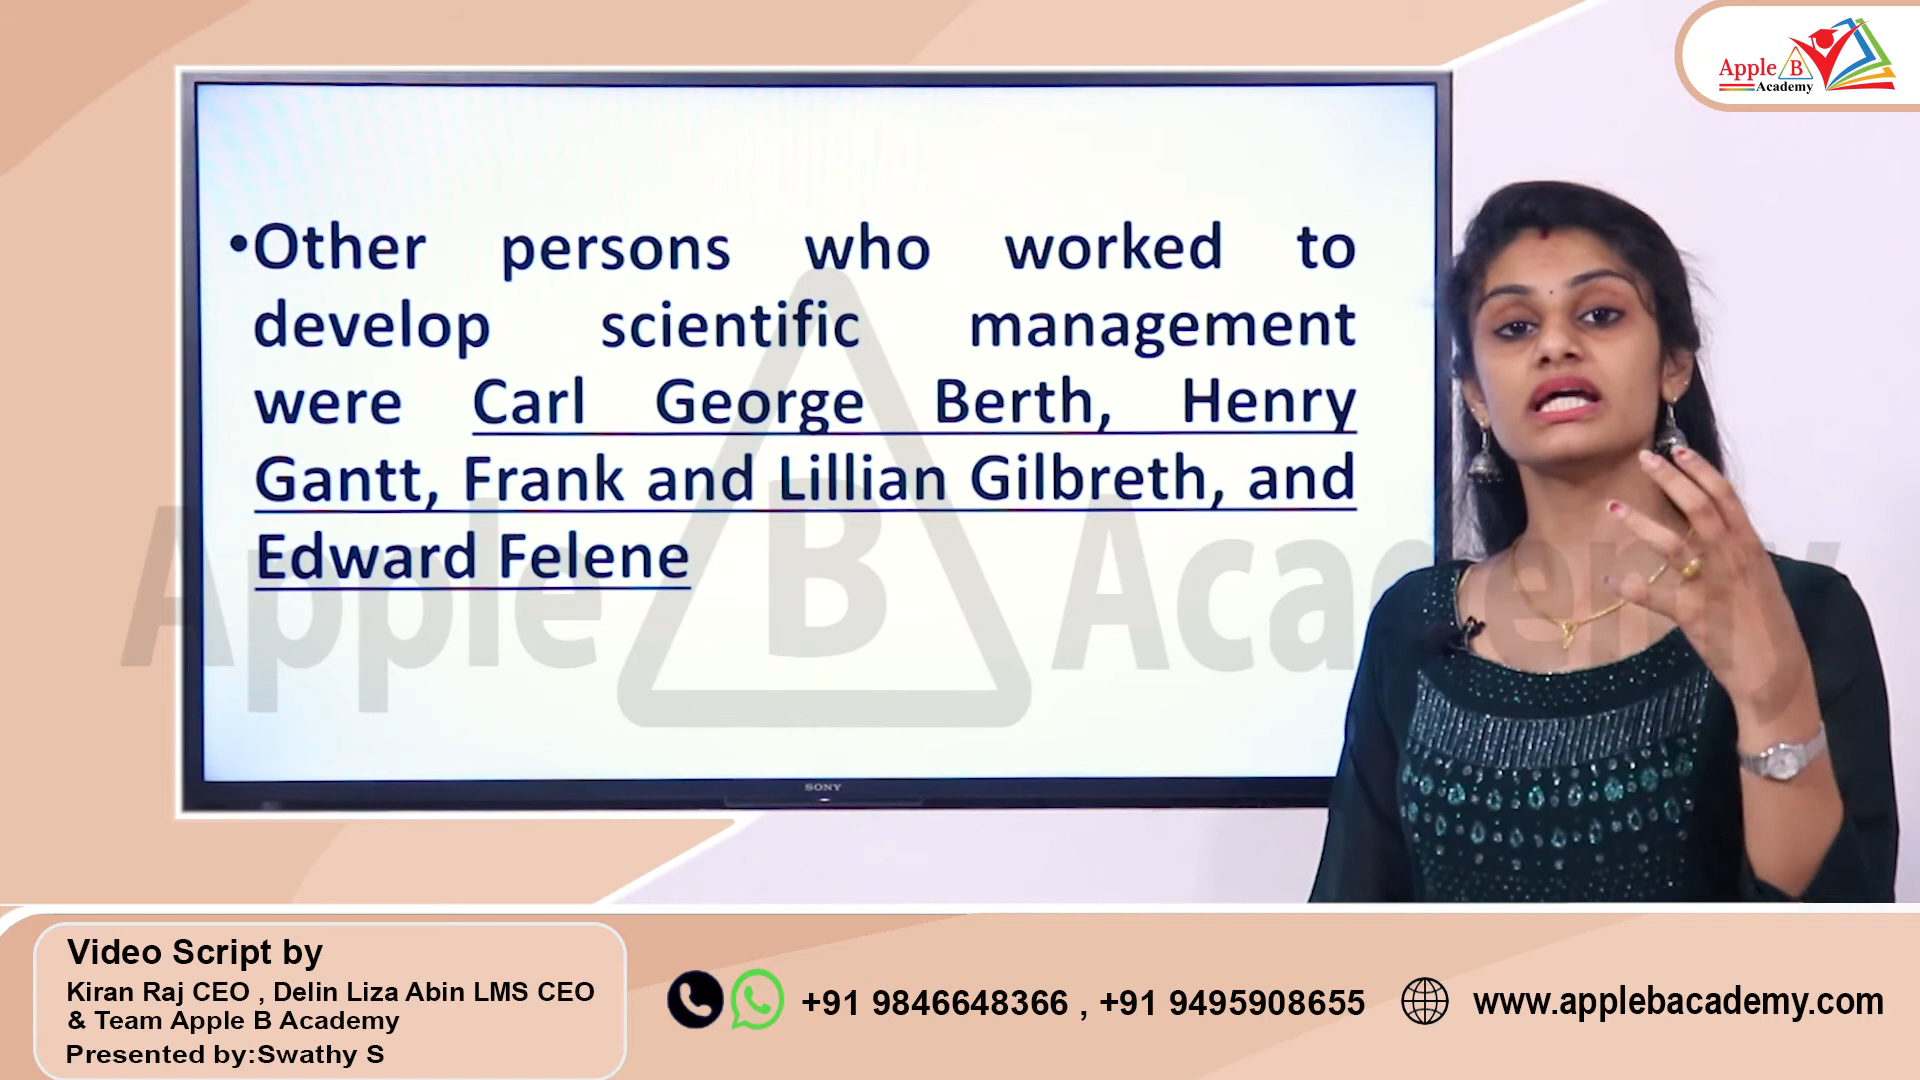 Apple B
Academy
•Other persons who worked to
develop scientific management
were Carl George Berth, Henry
Gantt, Frank and Lillian Gilbreth, and
Edward Felene
Apple B Academy
SONY
Video Script by
Kiran Raj CEO , Delin Liza Abin LMS CEO
& Team Apple B Academy
Presented by:Swathy S
+91 9846648366 , +91 9495908655
www.applebacademy.com